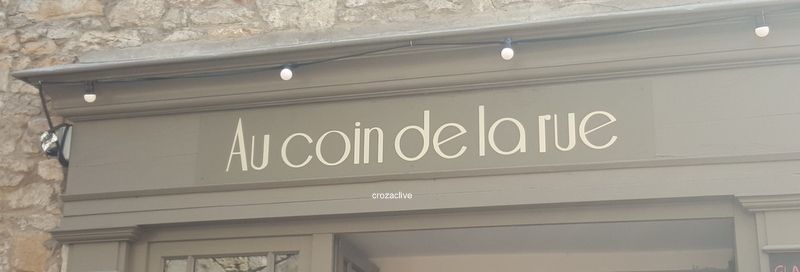 Au coin de la rue
crozaclive